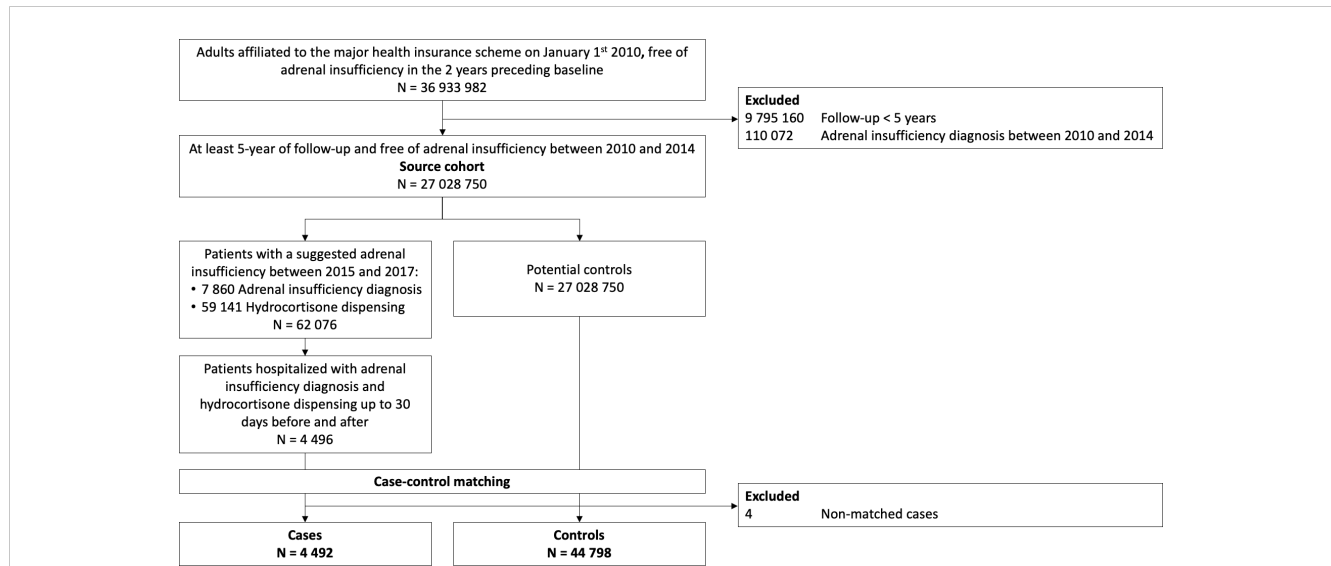 Adults affiliated to the major health insurance scheme on January 1st 2010, free of
adrenal insufficiency in the 2 years preceding baseline
N = 36 933 982
Excluded
9 795 160 Follow-up < 5 years
110 072 Adrenal insufficiency diagnosis between 2010 and 2014
At least 5-year of follow-up and free of adrenal insufficiency between 2010 and 2014
Source cohort
N = 27 028 750
Patients with a suggested adrenal
insufficiency between 2015 and 2017:
• 7 860 Adrenal insufficiency diagnosis
• 59 141 Hydrocortisone dispensing
N = 62 076
Potential controls
N = 27 028 750
Patients hospitalized with adrenal
insufficiency diagnosis and
hydrocortisone dispensing up to 30
days before and after
N = 4 496
Case-control matching
Excluded
4 Non-matched cases
Cases
N = 4 492
Controls
N = 44 798